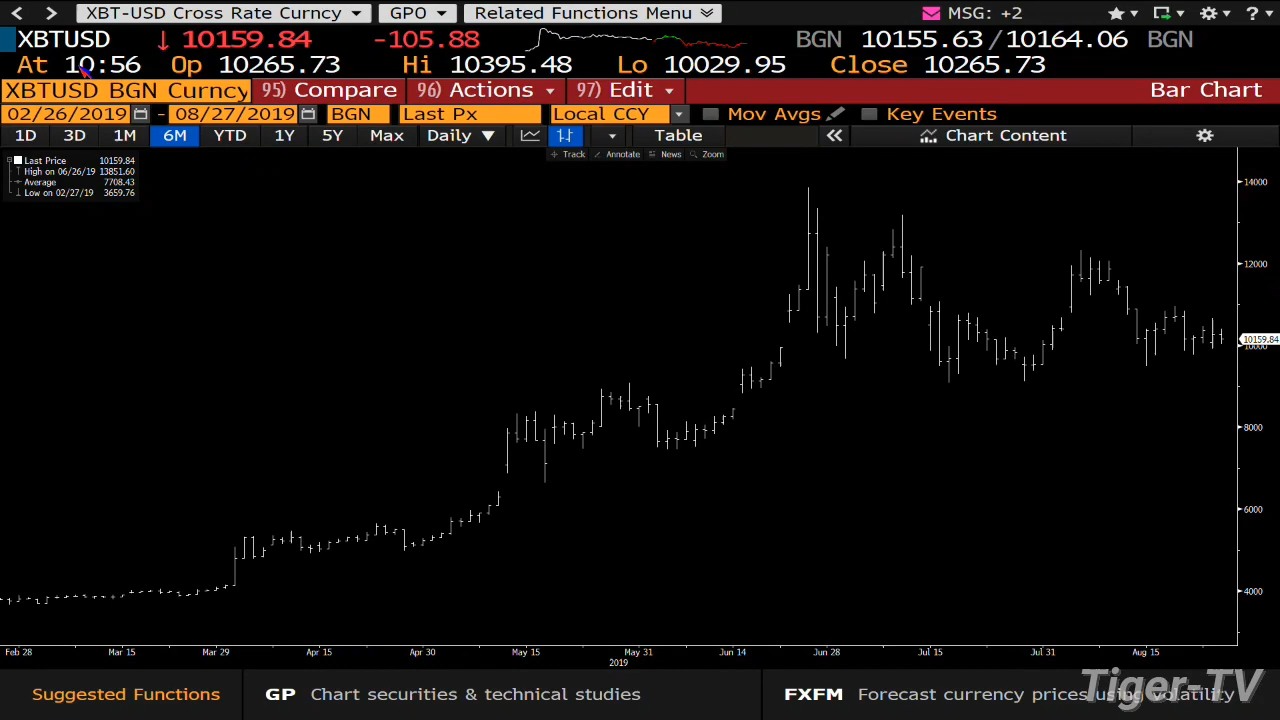 XBT-USD Cross Rate Curncy GPO Related Functions Menu MSG: +2 ?
XBTUSD ↓ 10159.84 -105.88 BGN 10155.63/10164.06 BGN
At 10:56 Op 10265.73 Hi 10395.48 Lo 10029.95 Close 10265.73
XBTUSD BGN Curncy 95) Compare 96) Actions 97) Edit Bar Chart
02/26/2019 - 08/27/2019 BGN Last Px Local CCY Mov Avgs Key Events
1D 3D 1M 6M YTD 1Y 5Y Max Daily ▼ Table « Chart Content
Track Annotate News Zoom
Last Price 10159.84
High on 06/26/19 13851.60
Average 7708.43
Low on 02/27/19 3659.76
14000
12000
10159.84
10000
8000
6000
4000
Feb 28 Mar 15 Mar 29 Apr 15 Apr 30 May 15 May 31 Jun 14 Jun 28 Jul 15 Jul 31 Aug 15
2019
Suggested Functions GP Chart securities & technical studies FXFM Forecast currency prices using volatility
Tiger-TV